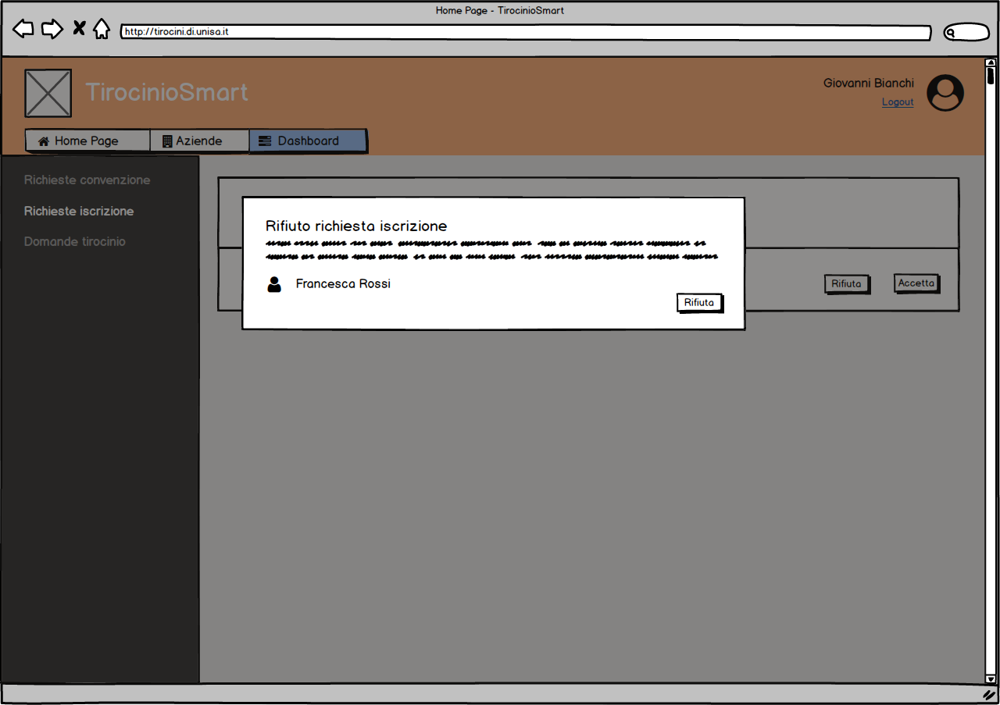 Home Page - TirocinioSmart
http://tirocini.di.unisa.it
TirocinioSmart
Giovanni Bianchi
Logout
Home Page
Aziende
Dashboard
Richieste convenzione
Richieste iscrizione
Domande tirocinio
Rifiuto richiesta iscrizione
Francesca Rossi
Rifiuta
Rifiuta
Accetta